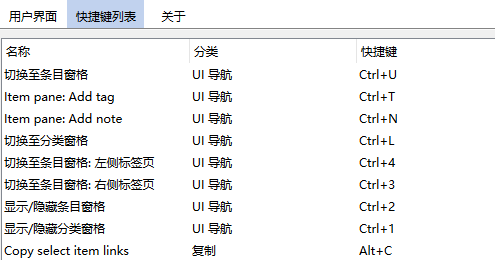 用户界面 快捷键列表 关于
名称 分类 快捷键
切换至条目窗格 UI 导航 Ctrl+U
Item pane: Add tag UI 导航 Ctrl+T
Item pane: Add note UI 导航 Ctrl+N
切换至分类窗格 UI 导航 Ctrl+L
切换至条目窗格: 左侧标签页 UI 导航 Ctrl+4
切换至条目窗格: 右侧标签页 UI 导航 Ctrl+3
显示/隐藏条目窗格 UI 导航 Ctrl+2
显示/隐藏分类窗格 UI 导航 Ctrl+1
Copy select item links 复制 Alt+C